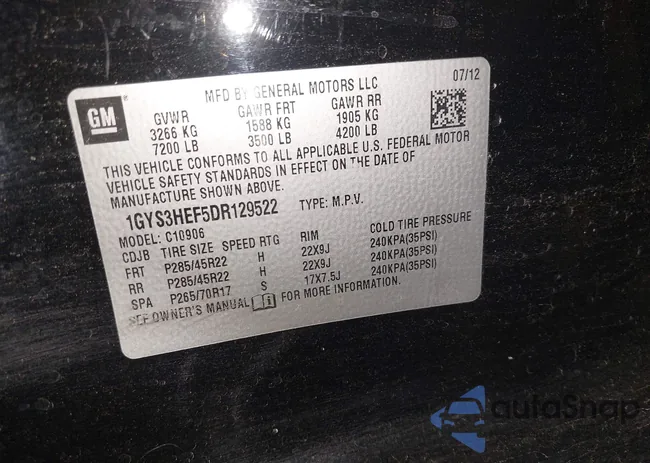 GM
MFD BY GENERAL MOTORS LLC
07/12
GVWR GAWR FRT GAWR RR
3266 KG 1588 KG 1905 KG
7200 LB 3500 LB 4200 LB
THIS VEHICLE CONFORMS TO ALL APPLICABLE U.S. FEDERAL MOTOR
VEHICLE SAFETY STANDARDS IN EFFECT ON THE DATE OF
MANUFACTURE SHOWN ABOVE.
1GYS3HEF5DR129522 TYPE: M.P.V.
MODEL: C10906
CDJB TIRE SIZE SPEED RTG RIM COLD TIRE PRESSURE
FRT P285/45R22 H 22X9J 240KPA(35PSI)
RR P285/45R22 H 22X9J 240KPA(35PSI)
SPA P265/70R17 S 17X7.5J 240KPA(35PSI)
SEE OWNER'S MANUAL FOR MORE INFORMATION.
autoSnap